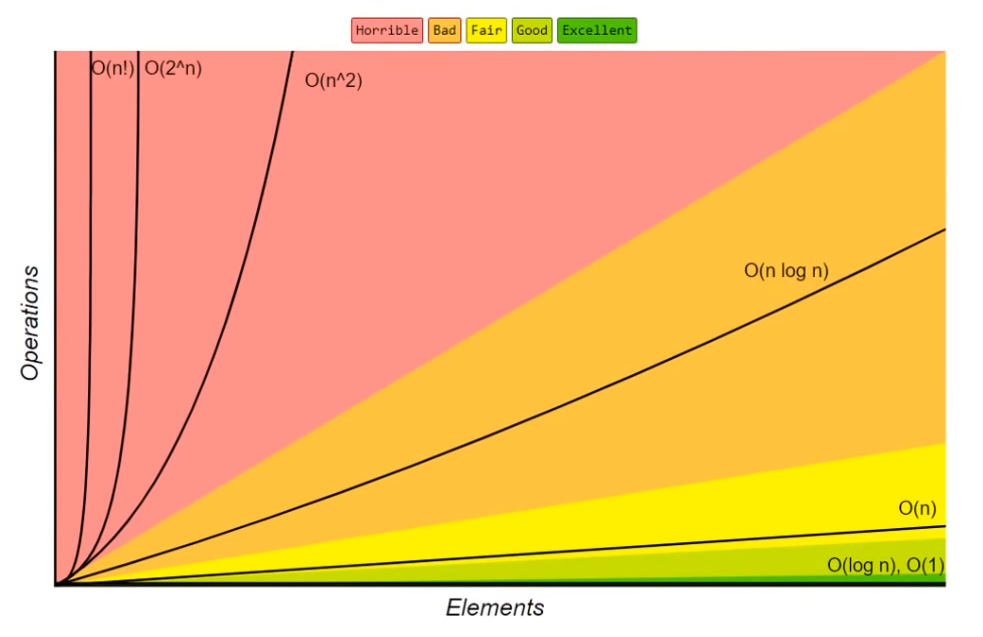 Horrible Bad Fair Good Excellent
O(n!) O(2^n)
O(n^2)
O(n log n)
O(n)
O(log n), O(1)
Operations
Elements